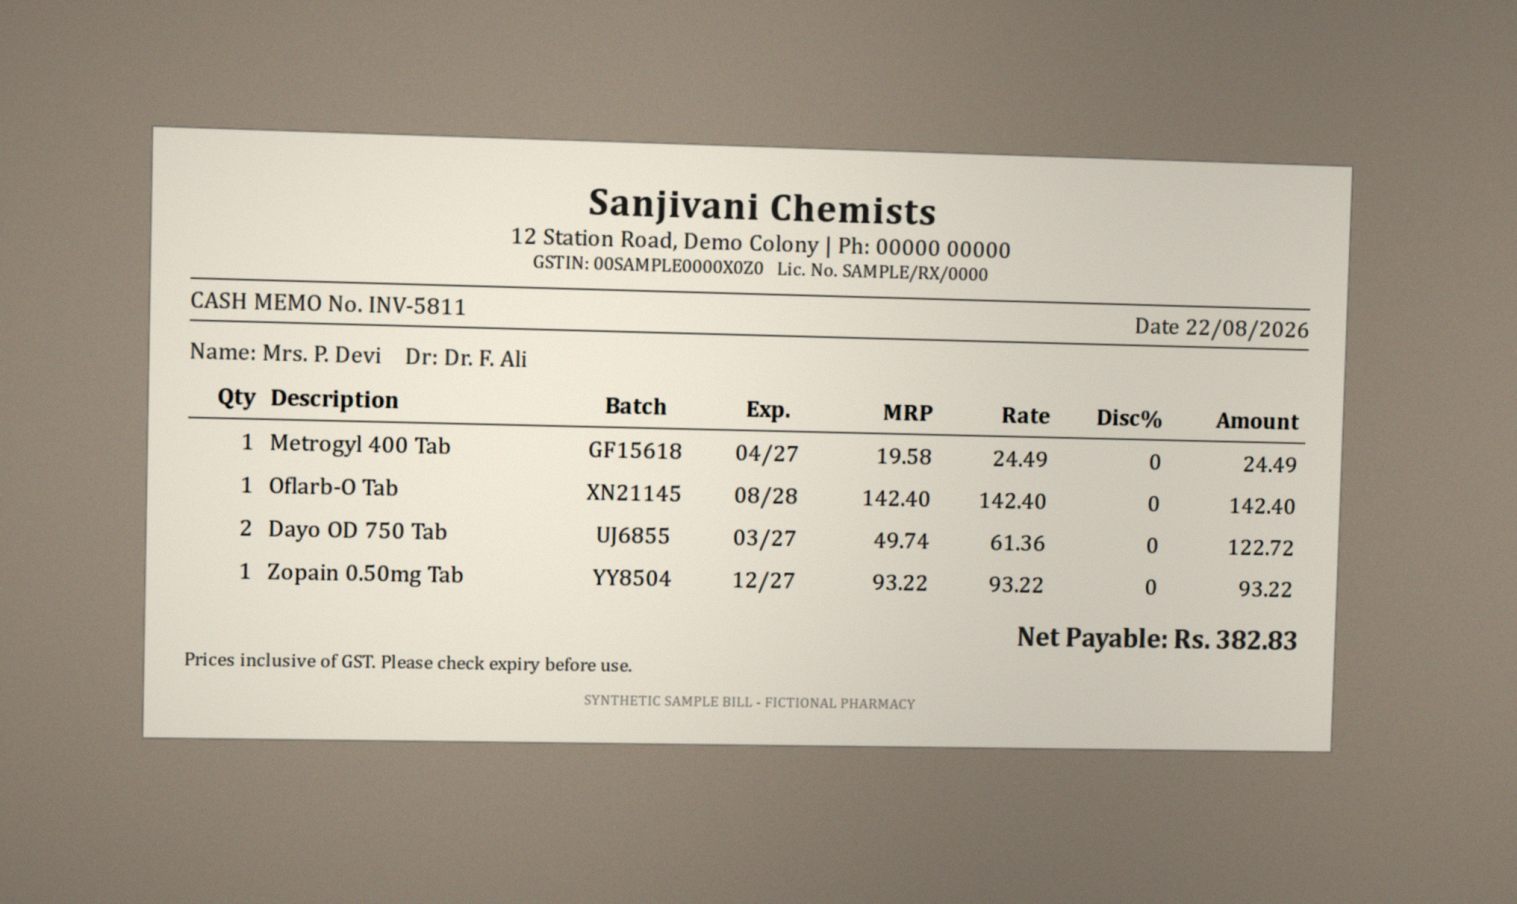 Sanjivani Chemists
12 Station Road, Demo Colony | Ph: 00000 00000
GSTIN: 00SAMPLE0000X0Z0 Lic. No. SAMPLE/RX/0000
CASH MEMO No. INV-5811 Date 22/08/2026
Name: Mrs. P. Devi Dr: Dr. F. Ali
Qty Description Batch Exp. MRP Rate Disc% Amount
1 Metrogyl 400 Tab GF15618 04/27 19.58 24.49 0 24.49
1 Oflarb-O Tab XN21145 08/28 142.40 142.40 0 142.40
2 Dayo OD 750 Tab UJ6855 03/27 49.74 61.36 0 122.72
1 Zopain 0.50mg Tab YY8504 12/27 93.22 93.22 0 93.22
Net Payable: Rs. 382.83
Prices inclusive of GST. Please check expiry before use.
SYNTHETIC SAMPLE BILL - FICTIONAL PHARMACY